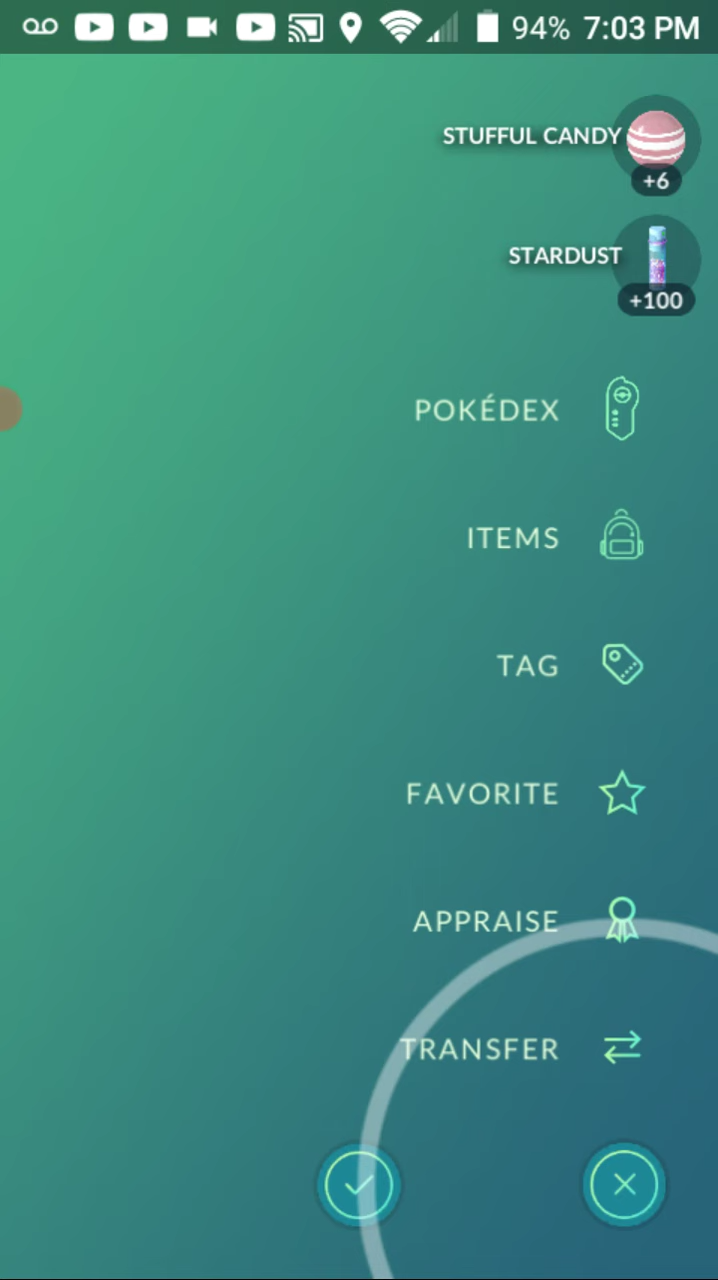 94% 7:03 PM
STUFFUL CANDY
+6
STARDUST
+100
POKÉDEX
ITEMS
TAG
FAVORITE
APPRAISE
TRANSFER